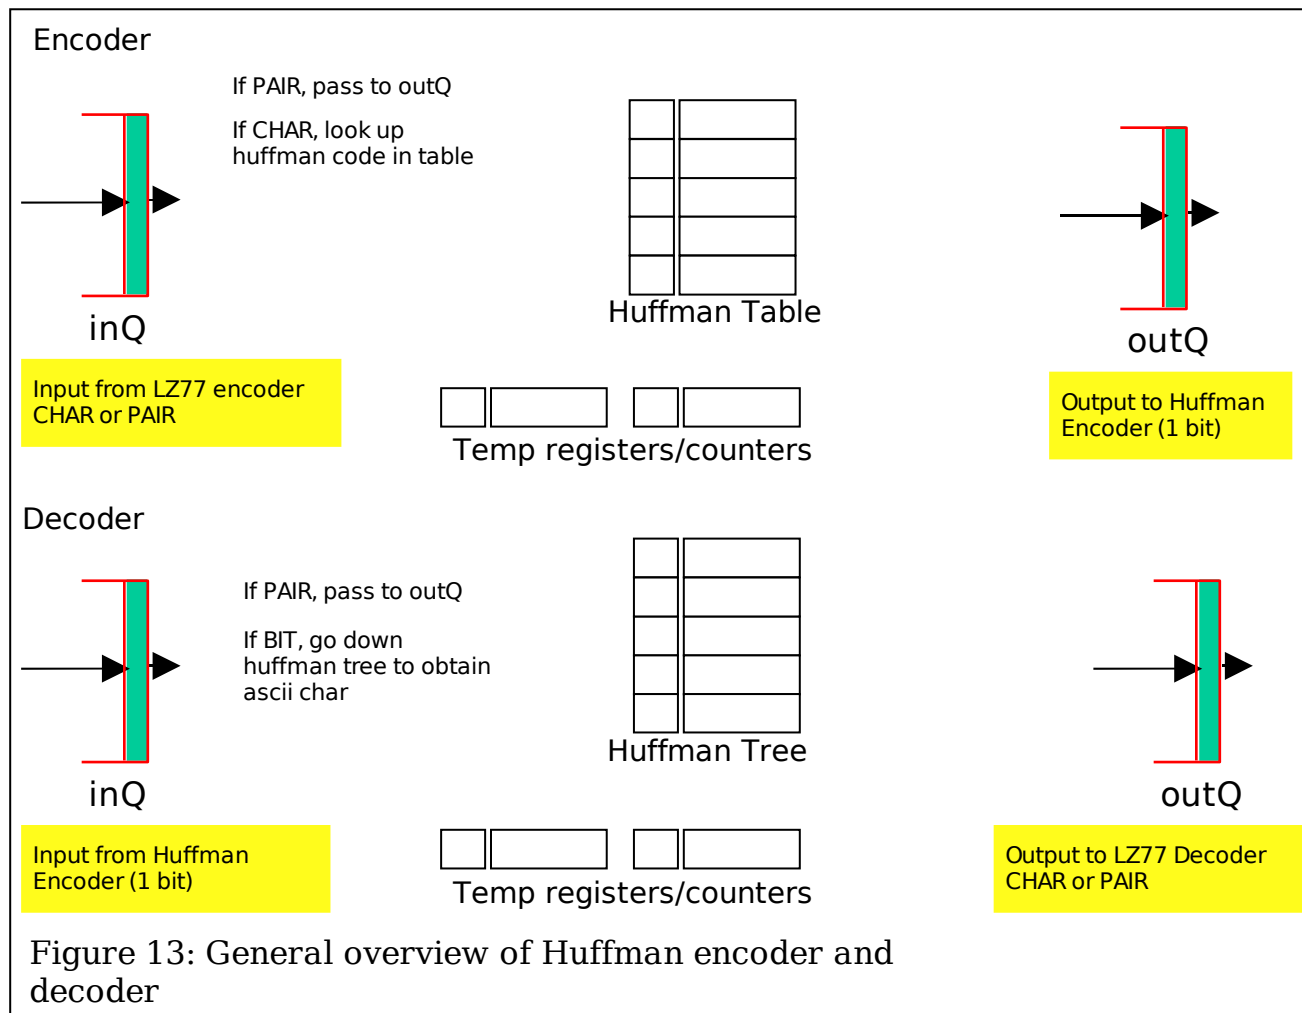 Encoder
If PAIR, pass to outQ
If CHAR, look up
huffman code in table
Huffman Table
inQ
outQ
Input from LZ77 encoder
CHAR or PAIR
Output to Huffman
Encoder (1 bit)
Temp registers/counters
Decoder
If PAIR, pass to outQ
If BIT, go down
huffman tree to obtain
ascii char
Huffman Tree
inQ
outQ
Input from Huffman
Encoder (1 bit)
Output to LZ77 Decoder
CHAR or PAIR
Temp registers/counters
Figure 13: General overview of Huffman encoder and
decoder